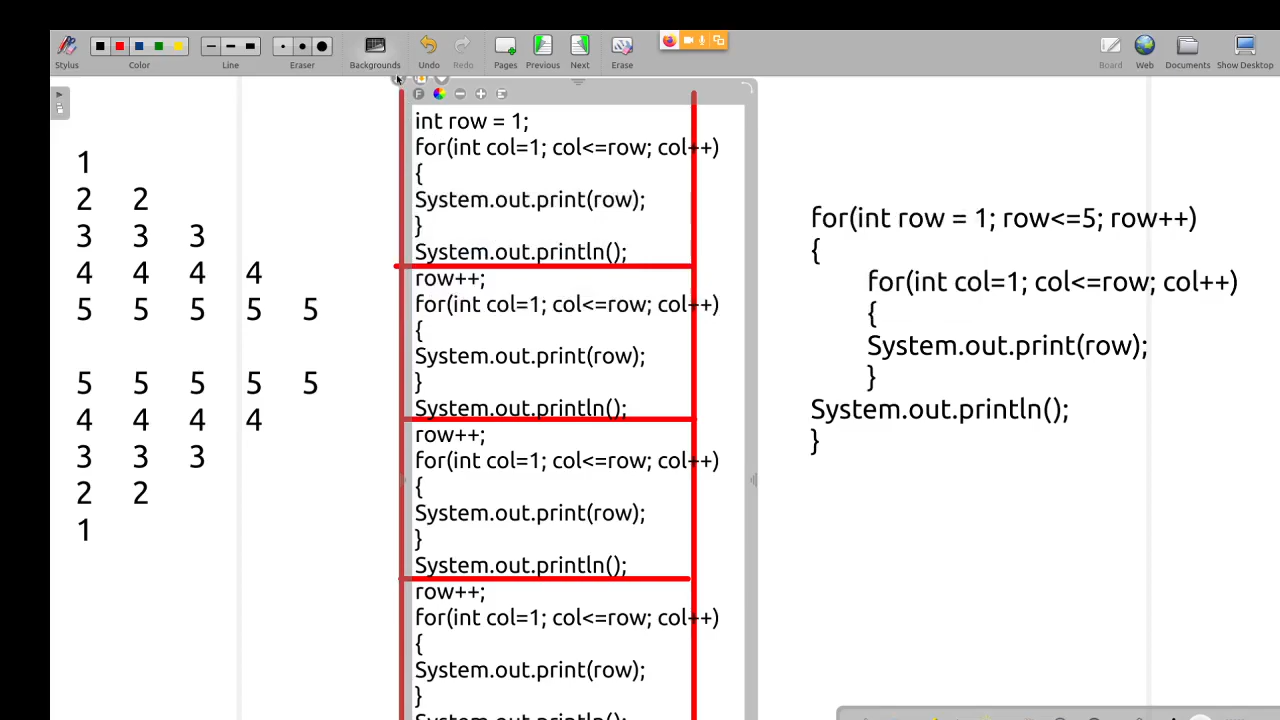 Stylus
Color
Line
Eraser
Backgrounds
Undo
Redo
Pages
Previous
Next
Erase
Board
Web
Documents
Show Desktop
1
2 2
3 3 3
4 4 4 4
5 5 5 5 5
5 5 5 5 5
4 4 4 4
3 3 3
2 2
1
F
int row = 1;
for(int col=1; col<=row; col++)
{
System.out.print(row);
}
System.out.println();
row++;
for(int col=1; col<=row; col++)
{
System.out.print(row);
}
System.out.println();
row++;
for(int col=1; col<=row; col++)
{
System.out.print(row);
}
System.out.println();
row++;
for(int col=1; col<=row; col++)
{
System.out.print(row);
}
System.out.println();
for(int row = 1; row<=5; row++)
{
for(int col=1; col<=row; col++)
{
System.out.print(row);
}
System.out.println();
}